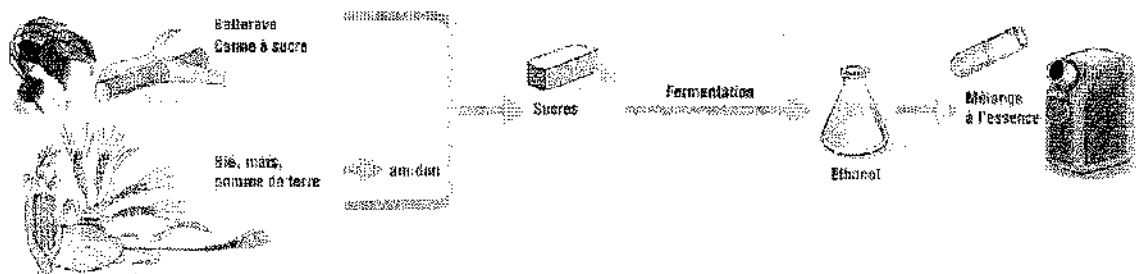 Betterave
Canne à sucre
Blé, maïs,
pomme de terre
amidon
Sucres
Fermentation
Ethanol
Mélange
à l'essence